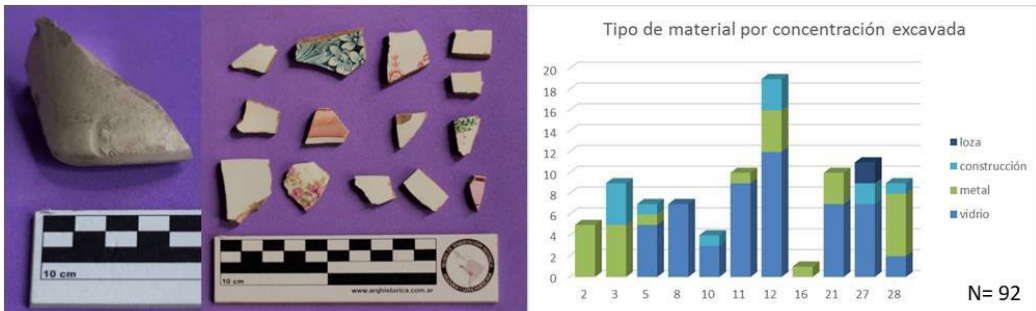 10 cm
10 cm
www.arqhistorica.com.ar
Tipo de material por concentración excavada
20
18
16
14
12
10
8
6
4
2
0
2 3 5 8 10 11 12 16 21 27 28
loza
construcción
metal
vidrio
N= 92